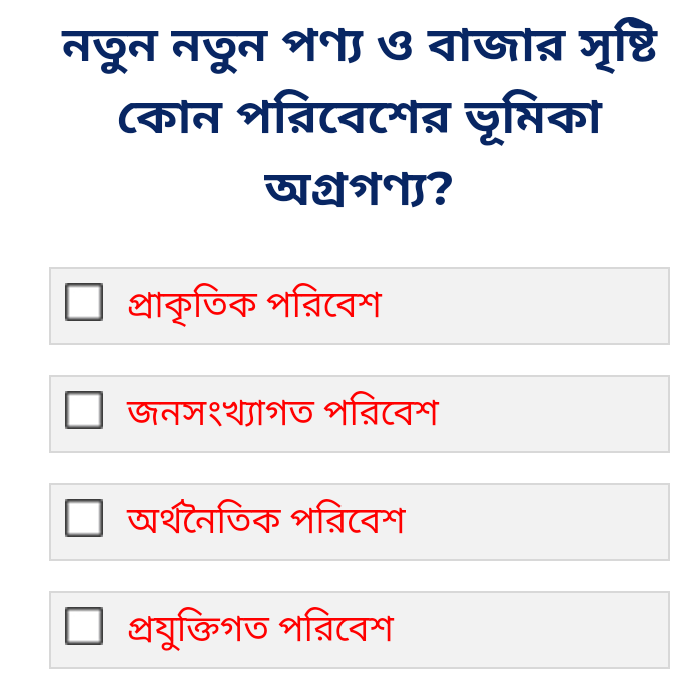 নতুন নতুন পণ্য ও বাজার সৃষ্টি
কোন পরিবেশের ভূমিকা
অগ্রগণ্য?
প্রাকৃতিক পরিবেশ
জনসংখ্যাগত পরিবেশ
অর্থনৈতিক পরিবেশ
প্রযুক্তিগত পরিবেশ